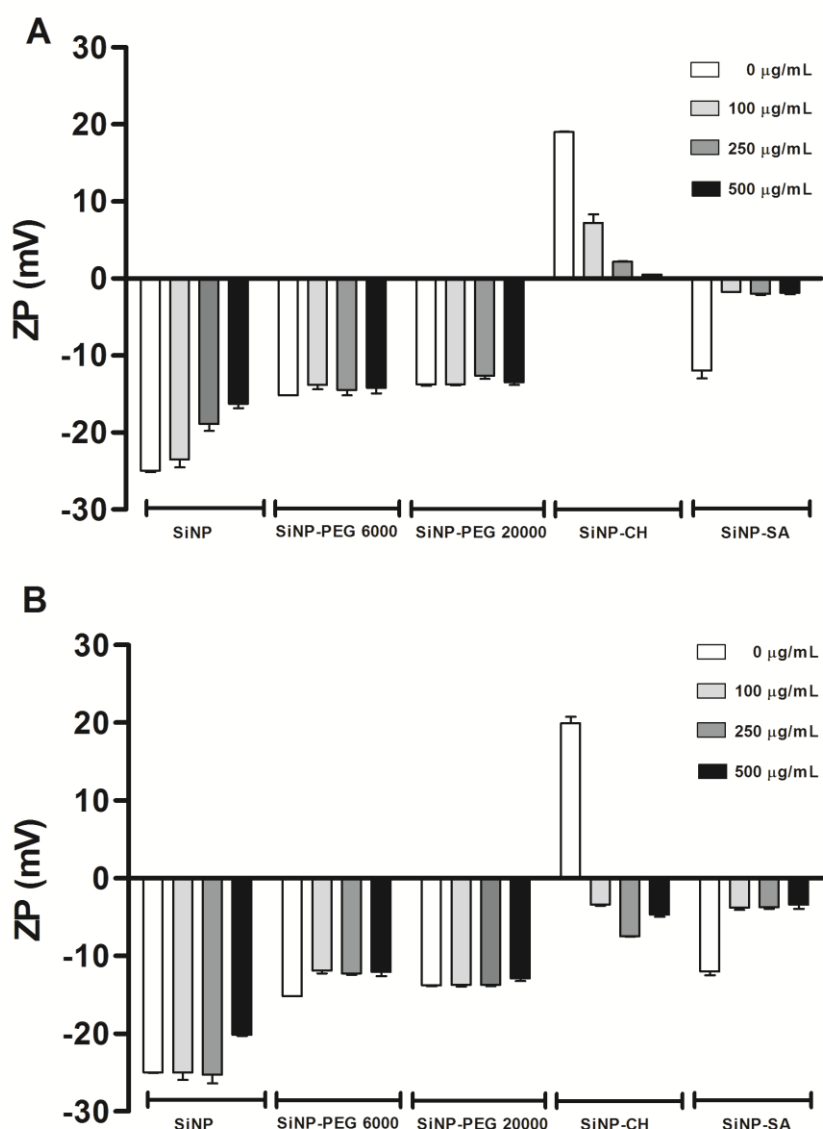 A
30
20
10
0
-10
-20
-30
ZP (mV)
0 μg/mL
100 μg/mL
250 μg/mL
500 μg/mL
SiNP
SiNP-PEG 6000
SiNP-PEG 20000
SiNP-CH
SiNP-SA
B
30
20
10
0
-10
-20
-30
ZP (mV)
0 μg/mL
100 μg/mL
250 μg/mL
500 μg/mL
SiNP
SiNP-PEG 6000
SiNP-PEG 20000
SiNP-CH
SiNP-SA